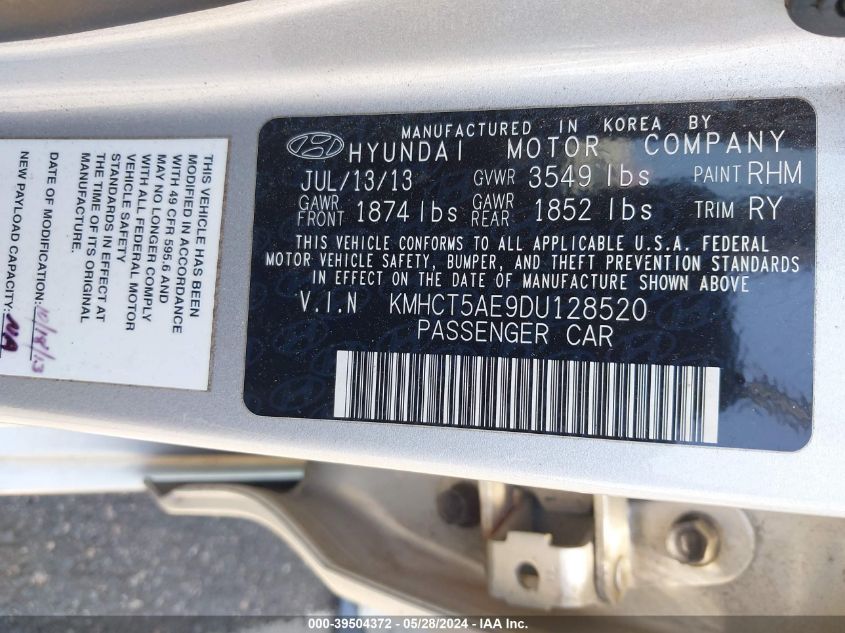 MANUFACTURED IN KOREA BY
HYUNDAI MOTOR COMPANY
JUL/13/13 GVWR 3549 lbs PAINT RHM
GAWR FRONT 1874 lbs GAWR REAR 1852 lbs TRIM RY
THIS VEHICLE CONFORMS TO ALL APPLICABLE U.S.A. FEDERAL
MOTOR VEHICLE SAFETY, BUMPER, AND THEFT PREVENTION STANDARDS
IN EFFECT ON THE DATE OF MANUFACTURE SHOWN ABOVE
V.I.N KMHCT5AE9DU128520
PASSENGER CAR
THIS VEHICLE HAS BEEN
MODIFIED IN ACCORDANCE
WITH 49 CFR 595.6 AND
MAY NO LONGER COMPLY
WITH ALL FEDERAL MOTOR
VEHICLE SAFETY
STANDARDS IN EFFECT AT
THE TIME OF ITS ORIGINAL
MANUFACTURE.
DATE OF MODIFICATION:
NEW PAYLOAD CAPACITY: NA
000-39504372 - 05/28/2024 - IAA Inc.